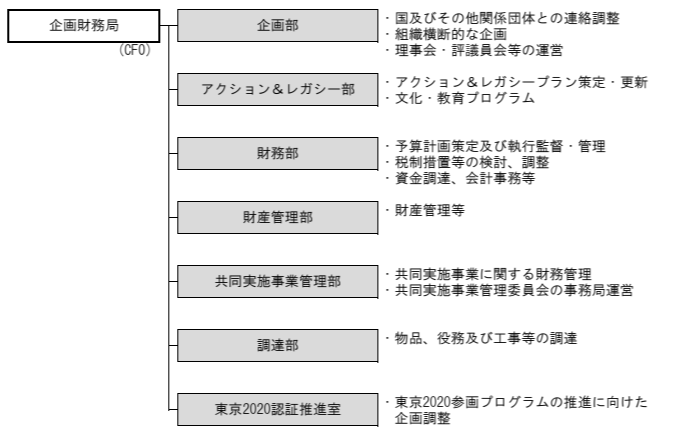 企画財務局
(CFO)
企画部
・国及びその他関係団体との連絡調整
・組織横断的な企画
・理事会・評議員会等の運営
アクション＆レガシー部
・アクション＆レガシープラン策定・更新
・文化・教育プログラム
財務部
・予算計画策定及び執行監督・管理
・税制措置等の検討、調整
・資金調達、会計事務等
財産管理部
・財産管理等
共同実施事業管理部
・共同実施事業に関する財務管理
・共同実施事業管理委員会の事務局運営
調達部
・物品、役務及び工事等の調達
東京2020認証推進室
・東京2020参画プログラムの推進に向けた
企画調整